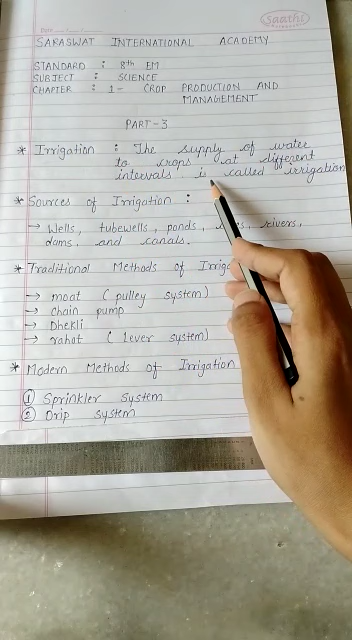 Saathi
Date
SARASWAT INTERNATIONAL ACADEMY
STANDARD : 8th EM
SUBJECT : SCIENCE
CHAPTER : 1- CROP PRODUCTION AND
MANAGEMENT
PART-3
* Irrigation : The supply of water
to crops at different
intervals is called irrigation
* Sources of Irrigation :
→ Wells, tubewells, ponds, rivers,
dams and canals.
* Traditional Methods of Irriga
→ moat (pulley system)
→ chain pump
→ Dhekli
→ rahat (lever system)
* Modern Methods of Irrigation
① Sprinkler System
② Drip system